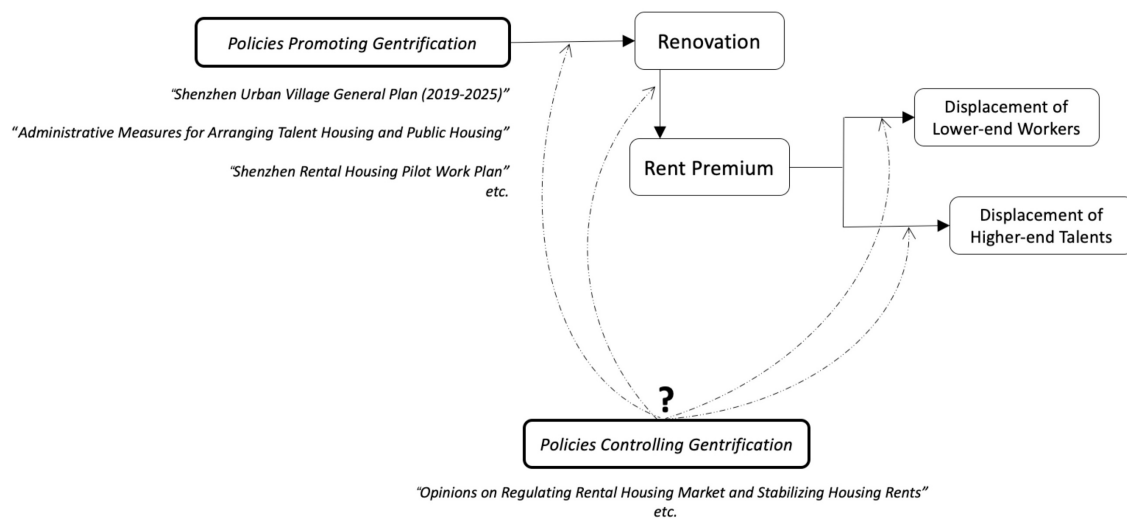 Policies Promoting Gentrification
Renovation
“Shenzhen Urban Village General Plan (2019-2025)”
“Administrative Measures for Arranging Talent Housing and Public Housing”
“Shenzhen Rental Housing Pilot Work Plan”
etc.
Rent Premium
Displacement of
Lower-end Workers
Displacement of
Higher-end Talents
?
Policies Controlling Gentrification
“Opinions on Regulating Rental Housing Market and Stabilizing Housing Rents”
etc.